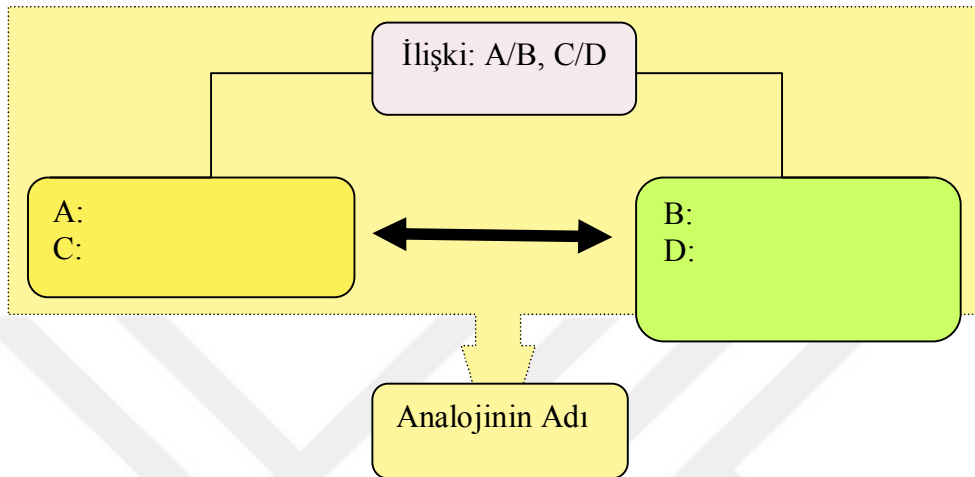 İlişki: A/B, C/D
A:
C:
B:
D:
Analojinin Adı